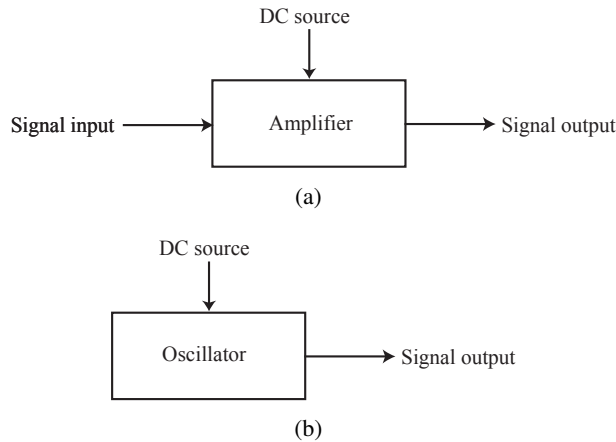 DC source
Signal input
Amplifier
Signal output
(a)
DC source
Oscillator
Signal output
(b)